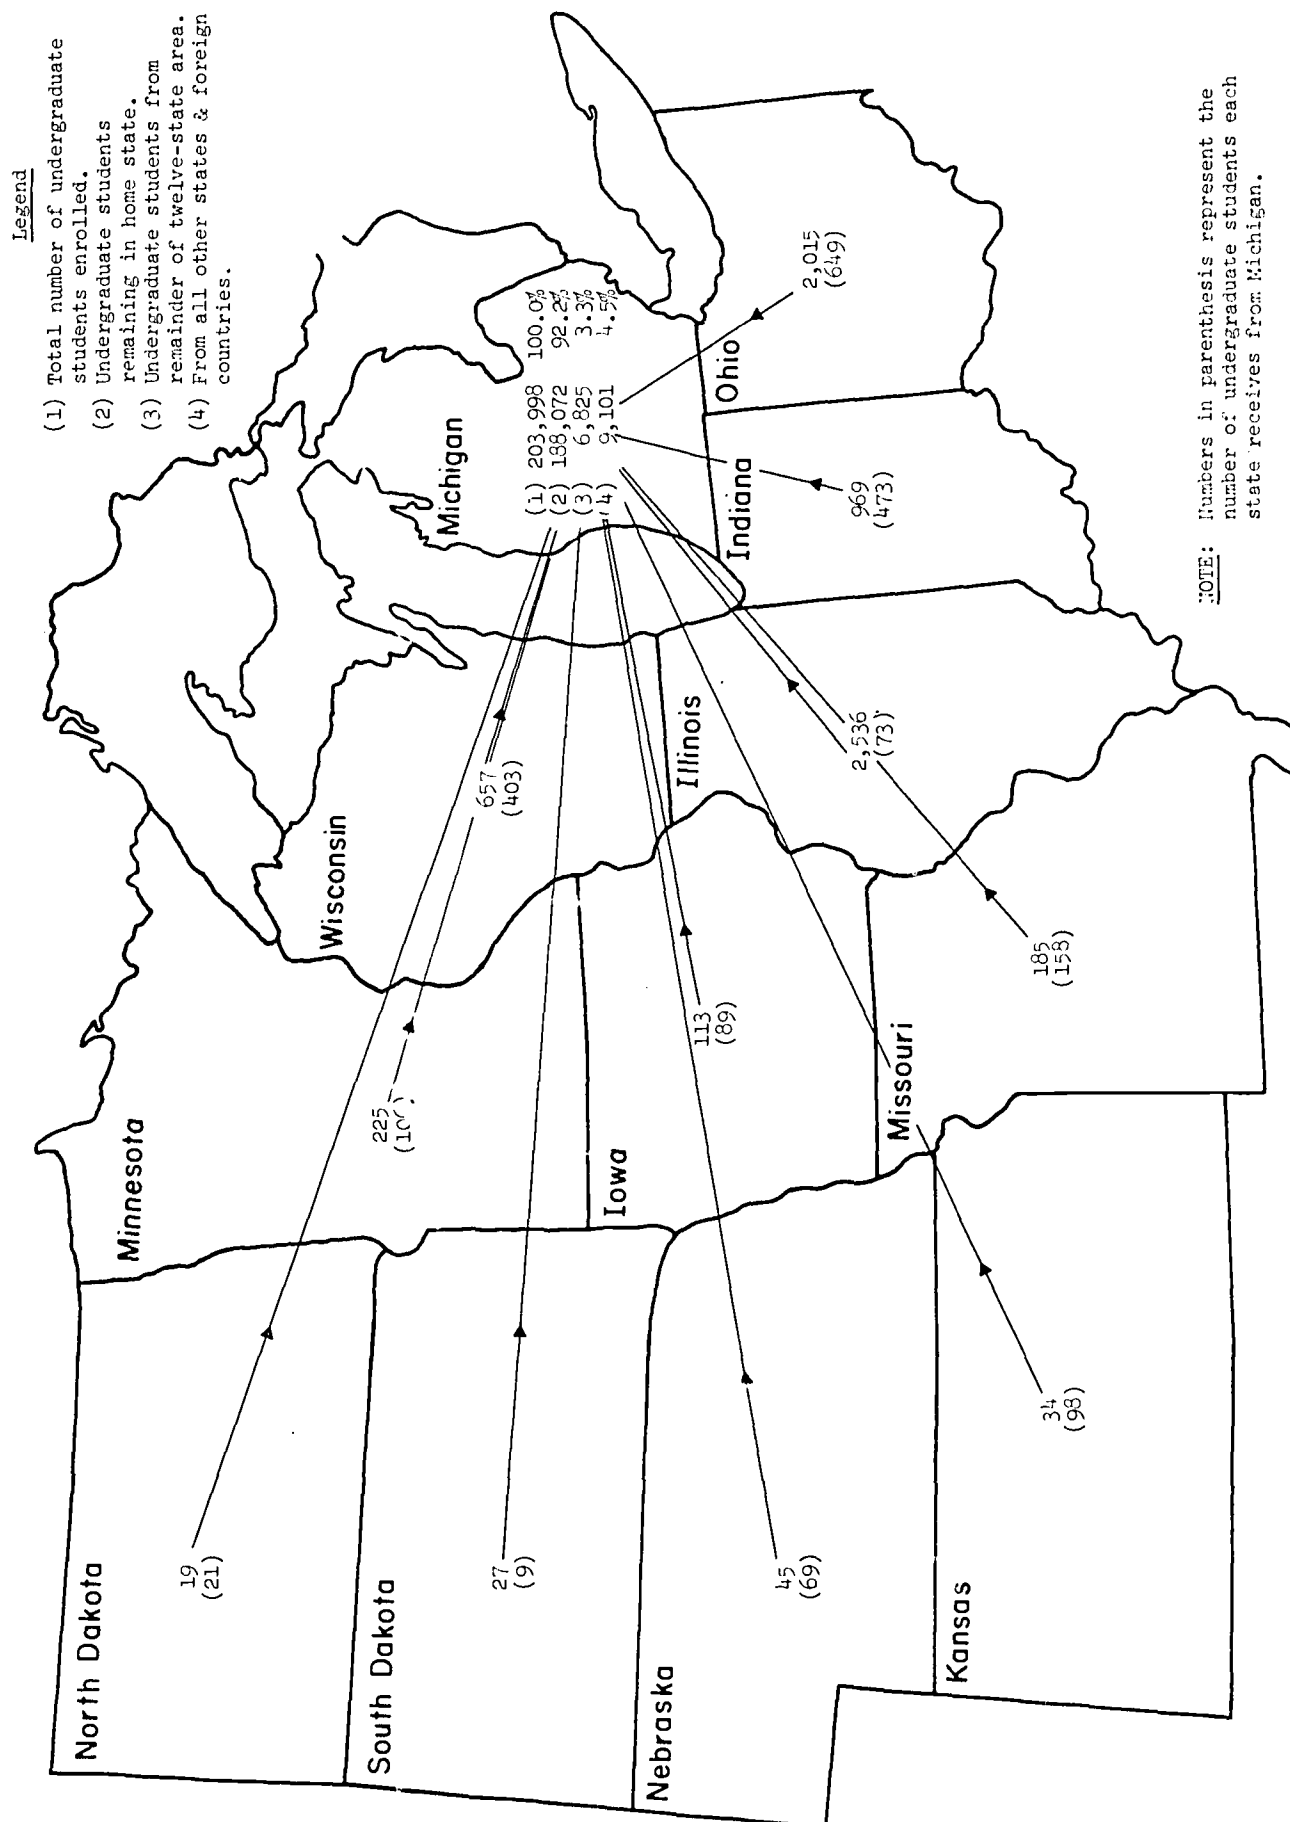 Legend
(1) Total number of undergraduate
students enrolled.
(2) Undergraduate students
remaining in home state.
(3) Undergraduate students from
remainder of twelve-state area.
(4) From all other states & foreign
countries.
North Dakota
19
(21)
South Dakota
27
(9)
Nebraska
45
(69)
Kansas
34
(98)
Minnesota
225
Iowa
113
(89)
Missouri
185
(158)
Wisconsin
657
(403)
Illinois
2,536
(73)
Michigan
(1) 203,998 100.0%
(2) 188,072 92.2%
(3) 6,825 3.3%
(4) 9,101 4.5%
Indiana
969
(473)
Ohio
2,015
(649)
NOTE: Numbers in parenthesis represent the
number of undergraduate students each
state receives from Michigan.